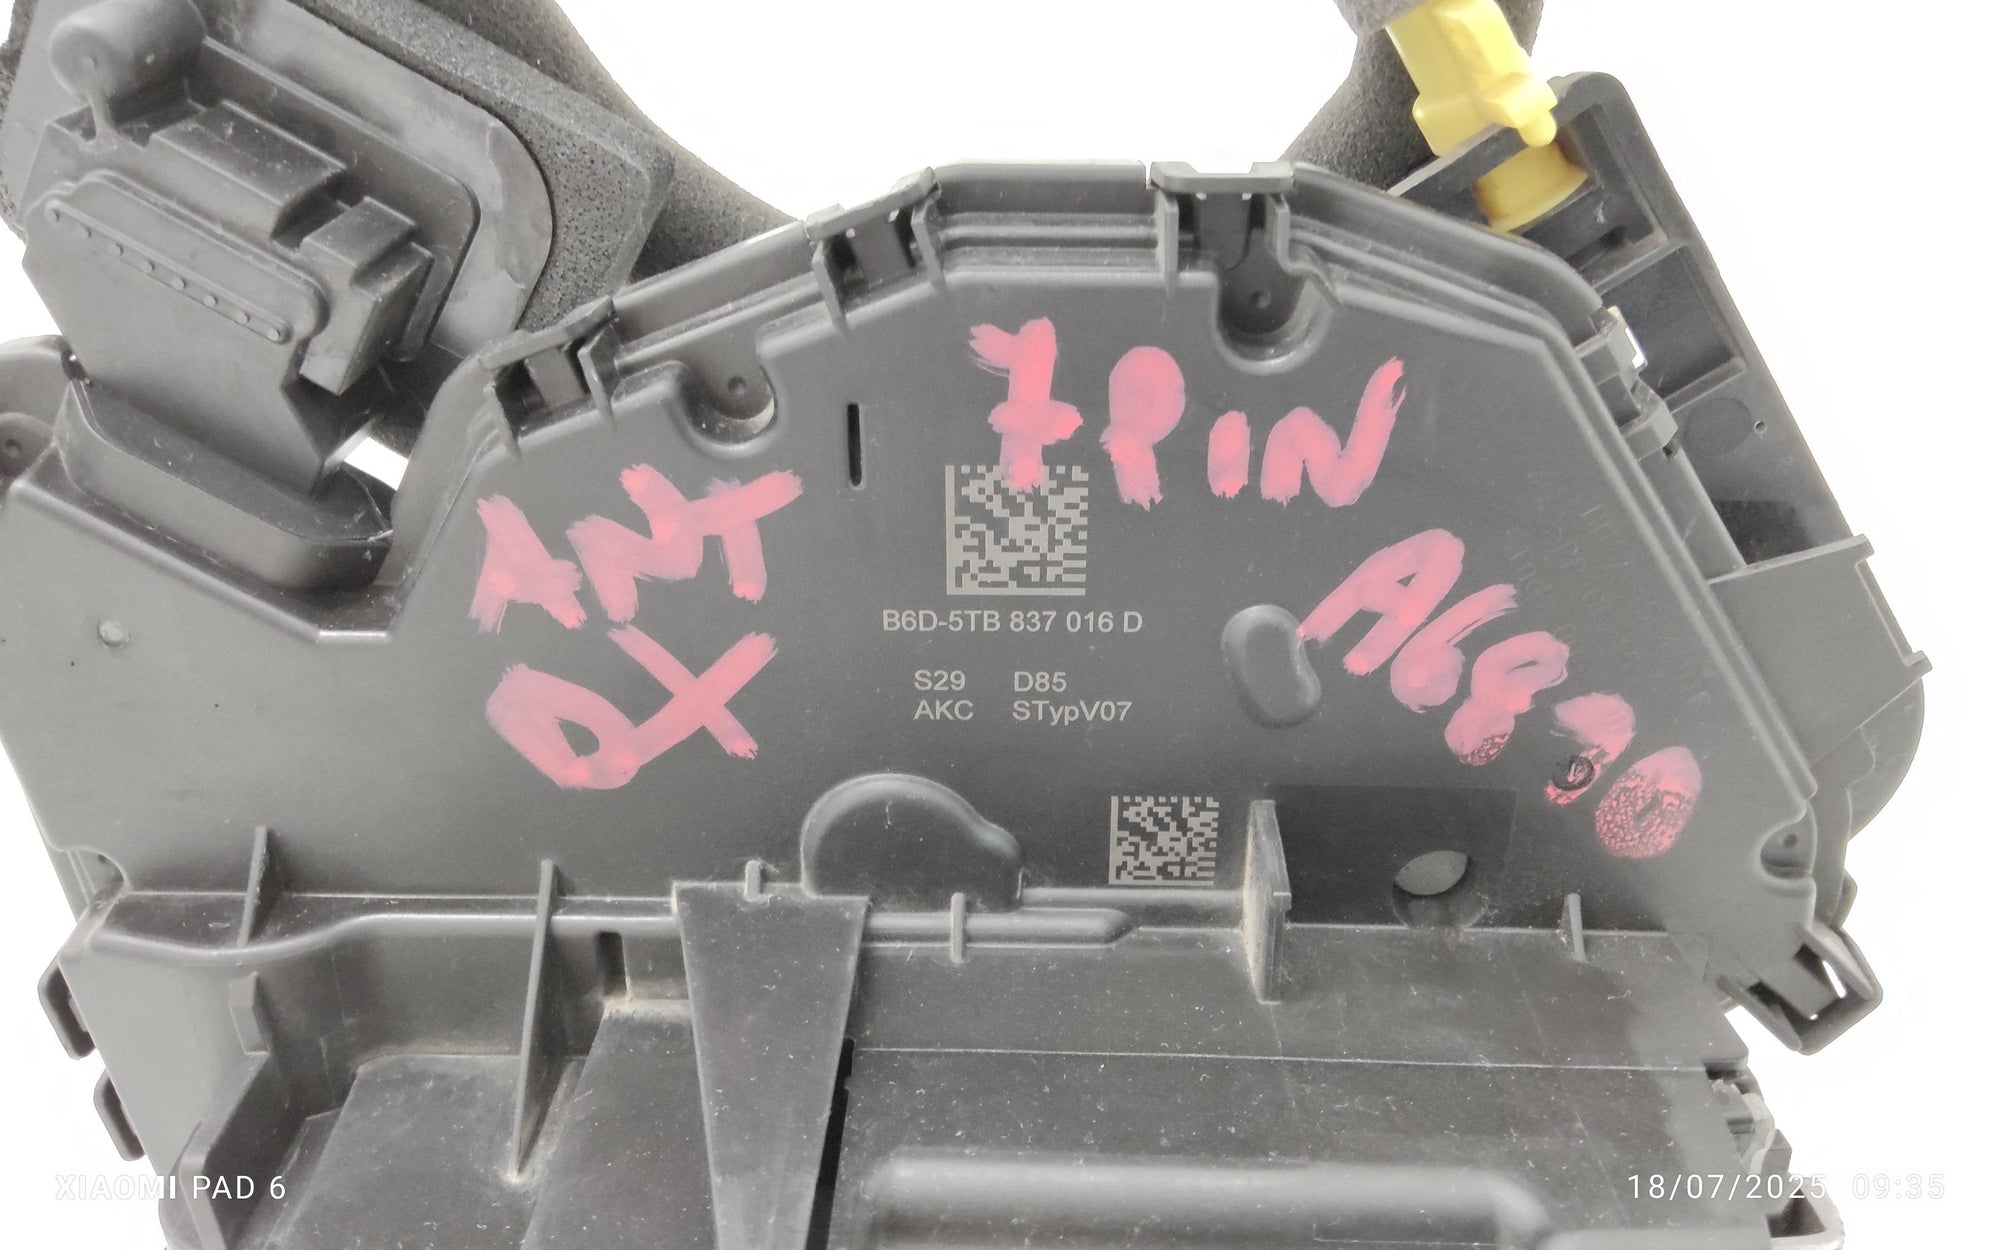 7PIN
ANT
DX
A6890
B6D-5TB 837 016 D
S29 D85
AKC STypV07
XIAOMI PAD 6
18/07/2025 09:35